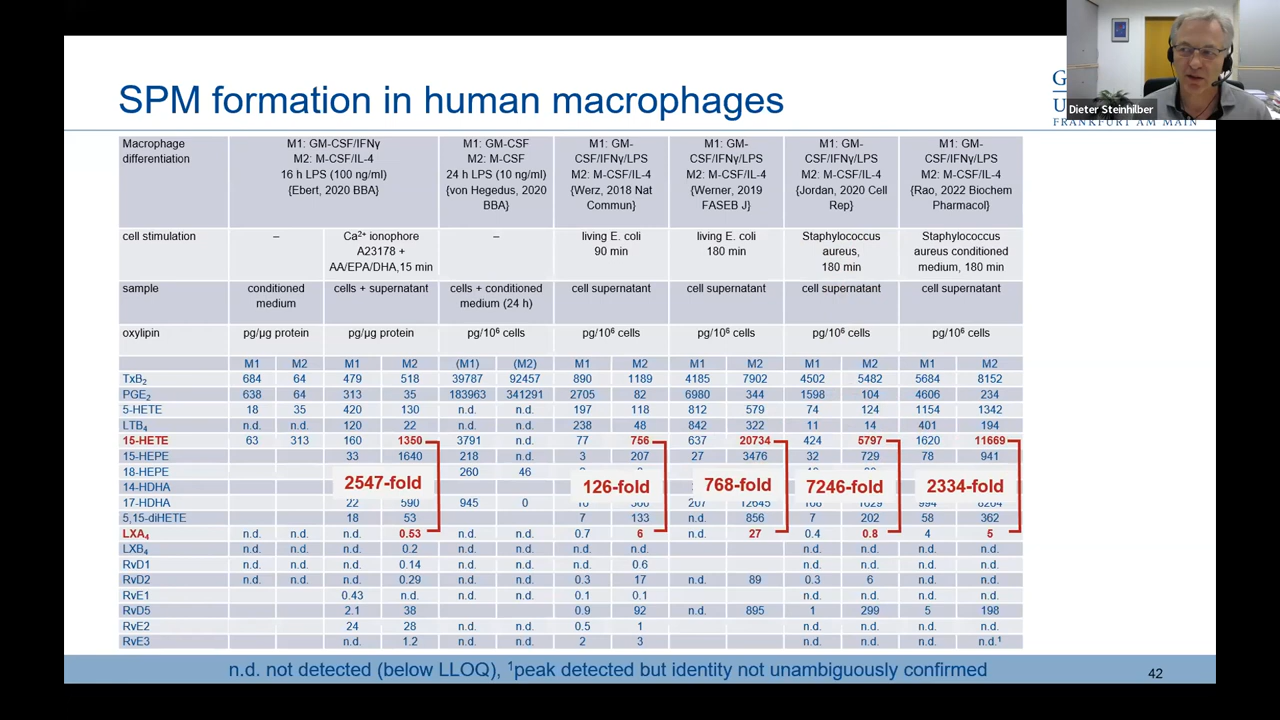 SPM formation in human macrophages
G
U
FRANKFURT AM MAIN
Dieter Steinhilber
Macrophage differentiation | M1: GM-CSF/IFNγ M2: M-CSF/IL-4 16 h LPS (100 ng/ml) {Ebert, 2020 BBA} | M1: GM-CSF M2: M-CSF 24 h LPS (10 ng/ml) {von Hegedus, 2020 BBA} | M1: GM-CSF/IFNγ/LPS M2: M-CSF/IL-4 {Werz, 2018 Nat Commun} | M1: GM-CSF/IFNγ/LPS M2: M-CSF/IL-4 {Werner, 2019 FASEB J} | M1: GM-CSF/IFNγ/LPS M2: M-CSF/IL-4 {Jordan, 2020 Cell Rep} | M1: GM-CSF/IFNγ/LPS M2: M-CSF/IL-4 {Rao, 2022 Biochem Pharmacol}
cell stimulation | – | Ca²⁺ ionophore A23178 + AA/EPA/DHA,15 min | – | living E. coli 90 min | living E. coli 180 min | Staphylococcus aureus, 180 min | Staphylococcus aureus conditioned medium, 180 min
sample | conditioned medium | cells + supernatant | cells + conditioned medium (24 h) | cell supernatant | cell supernatant | cell supernatant | cell supernatant
oxylipin | pg/µg protein | pg/µg protein | pg/10⁶ cells | pg/10⁶ cells | pg/10⁶ cells | pg/10⁶ cells | pg/10⁶ cells
M1 M2 M1 M2 (M1) (M2) M1 M2 M1 M2 M1 M2 M1 M2
TxB₂ 684 64 479 518 39787 92457 890 1189 4185 7902 4502 5482 5684 8152
PGE₂ 638 64 313 35 183963 341291 2705 82 6980 344 1598 104 4606 234
5-HETE 18 35 420 130 n.d. n.d. 197 118 812 579 74 124 1154 1342
LTB₄ n.d. n.d. 120 22 n.d. n.d. 238 48 842 322 11 14 401 194
15-HETE 63 313 160 1350 3791 n.d. 77 756 637 20734 424 5797 1620 11669
15-HEPE 33 1640 218 n.d. 3 207 27 3476 32 729 78 941
18-HEPE 260 46
14-HDHA
2547-fold 126-fold 768-fold 7246-fold 2334-fold
17-HDHA 22 590 945 0 207 12645
5,15-diHETE 18 53 7 133 n.d. 856 7 202 58 362
LXA₄ n.d. n.d. n.d. 0.53 n.d. n.d. 0.7 6 n.d. 27 0.4 0.8 4 5
LXB₄ n.d. n.d. n.d. 0.2 n.d. n.d. n.d. n.d. n.d. n.d. n.d. n.d.
RvD1 n.d. n.d. n.d. 0.14 n.d. n.d. n.d. 0.6 n.d. n.d. n.d. n.d.
RvD2 n.d. n.d. n.d. 0.29 n.d. n.d. 0.3 17 n.d. 89 0.3 6 n.d. n.d.
RvE1 0.43 n.d. n.d. n.d. 0.1 0.1 n.d. n.d. n.d. n.d.
RvD5 2.1 38 0.9 92 n.d. 895 1 299 5 198
RvE2 24 28 n.d. n.d. 0.5 1 n.d. n.d. n.d. n.d.
RvE3 n.d. 1.2 n.d. n.d. 2 3 n.d. n.d. n.d. n.d.¹
n.d. not detected (below LLOQ), ¹peak detected but identity not unambiguously confirmed
42